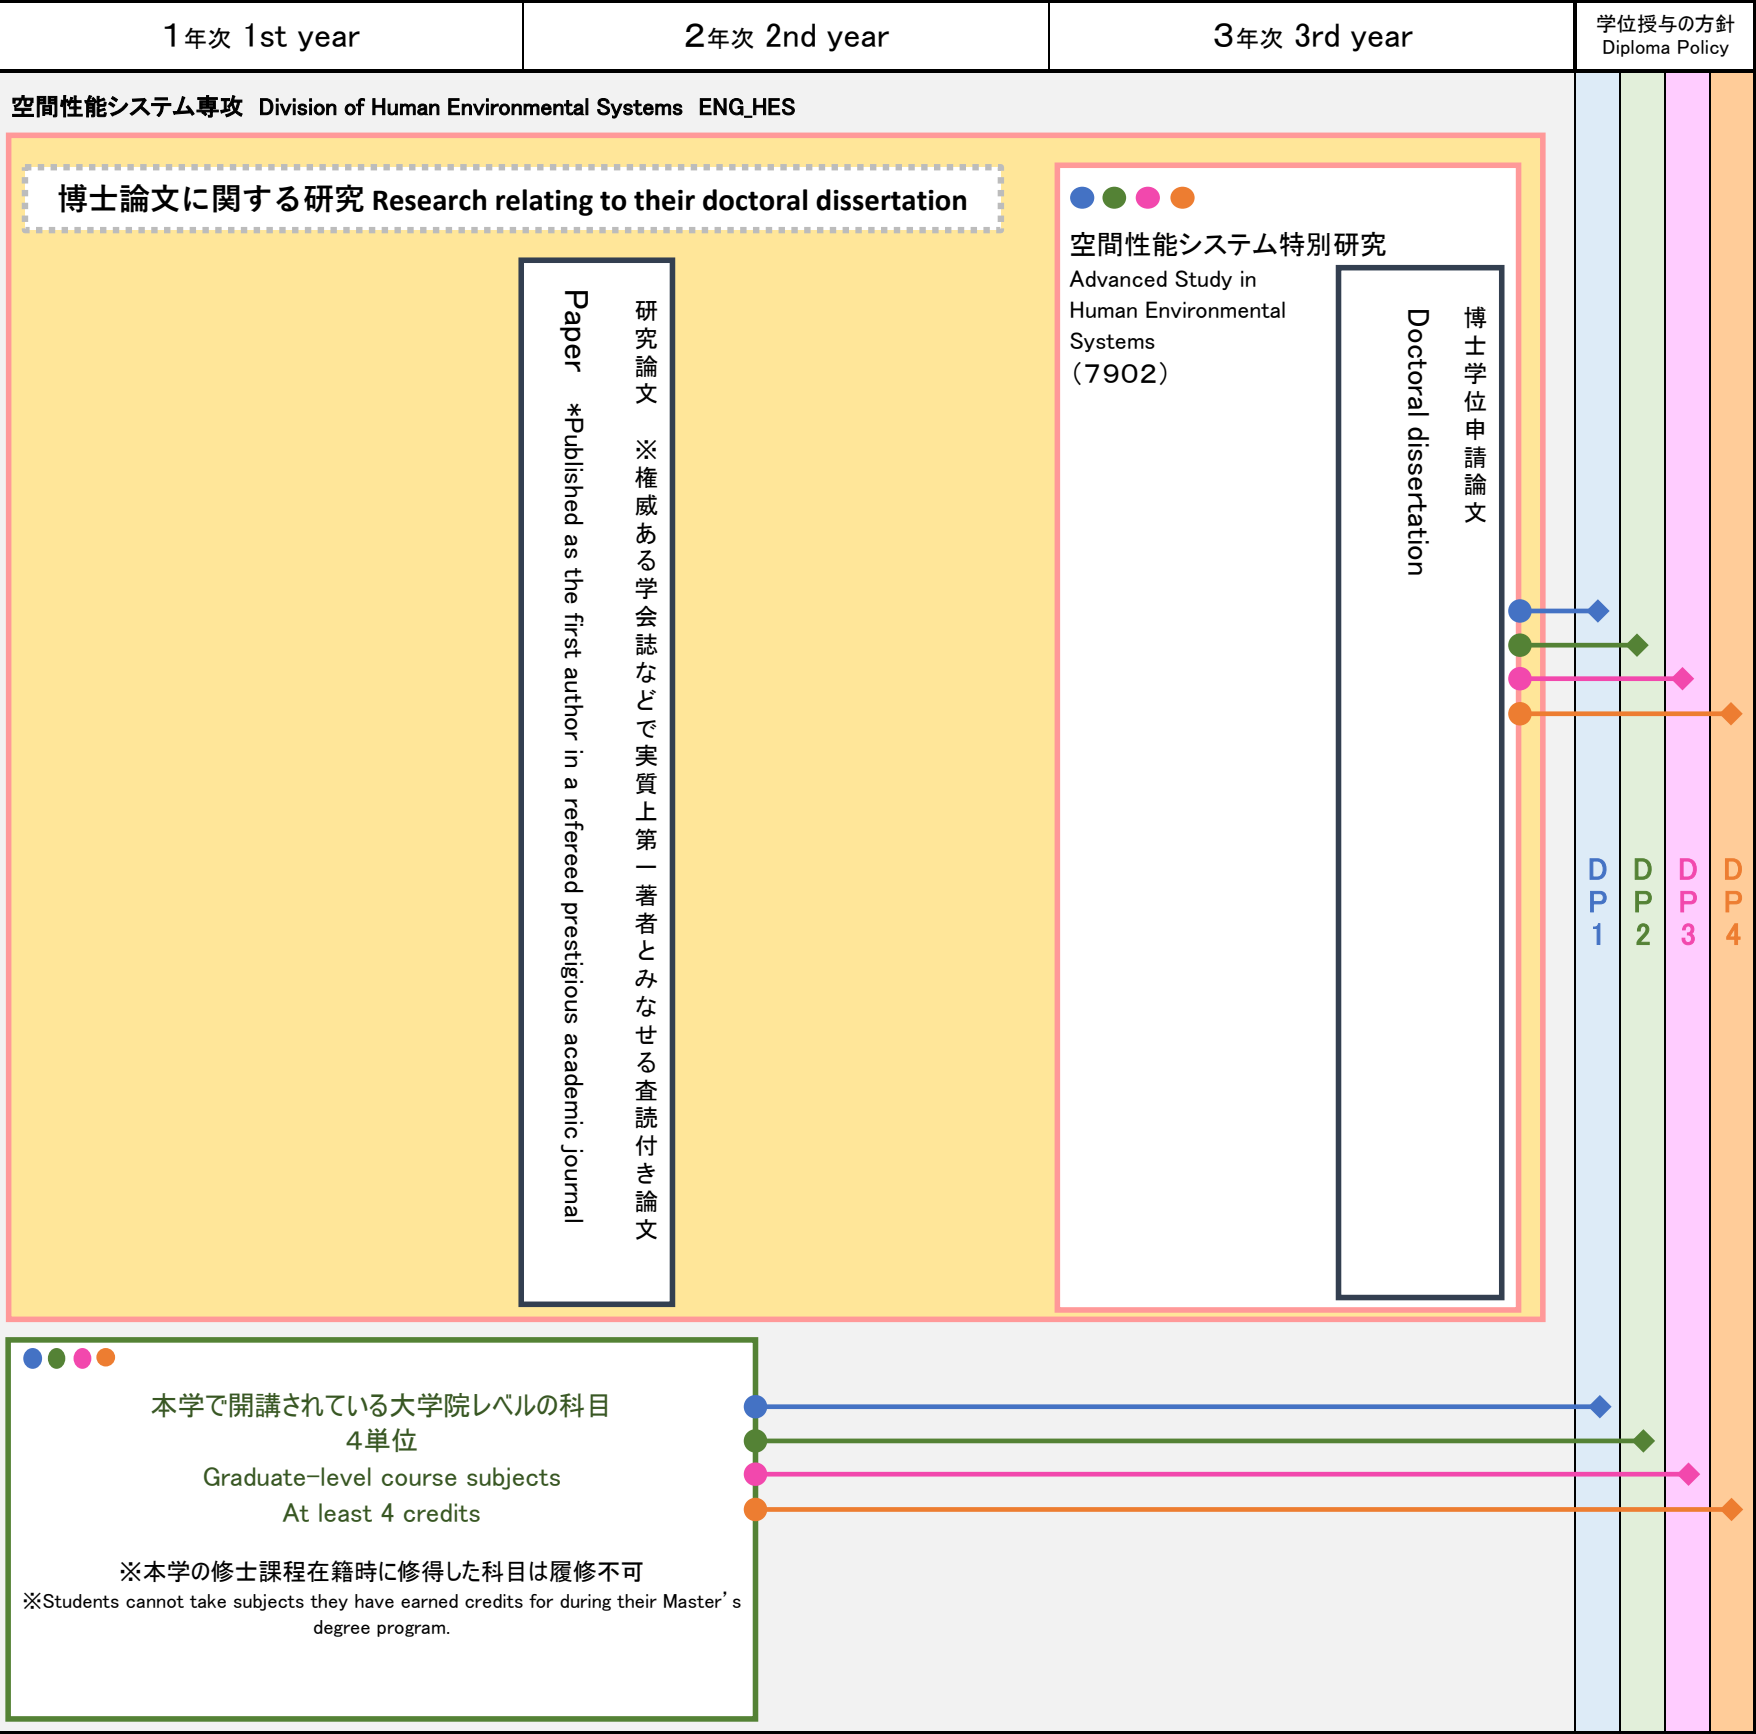 1年次 1st year
2年次 2nd year
3年次 3rd year
学位授与の方針
Diploma Policy
空間性能システム専攻 Division of Human Environmental Systems ENG_HES
博士論文に関する研究 Research relating to their doctoral dissertation
研究論文 ※権威ある学会誌などで実質上第一著者とみなせる査読付き論文
Paper *Published as the first author in a refereed prestigious academic journal
空間性能システム特別研究
Advanced Study in
Human Environmental
Systems
（7902）
博士学位申請論文
Doctoral dissertation
DP1
DP2
DP3
DP4
本学で開講されている大学院レベルの科目
4単位
Graduate-level course subjects
At least 4 credits
※本学の修士課程在籍時に修得した科目は履修不可
※Students cannot take subjects they have earned credits for during their Master's
degree program.